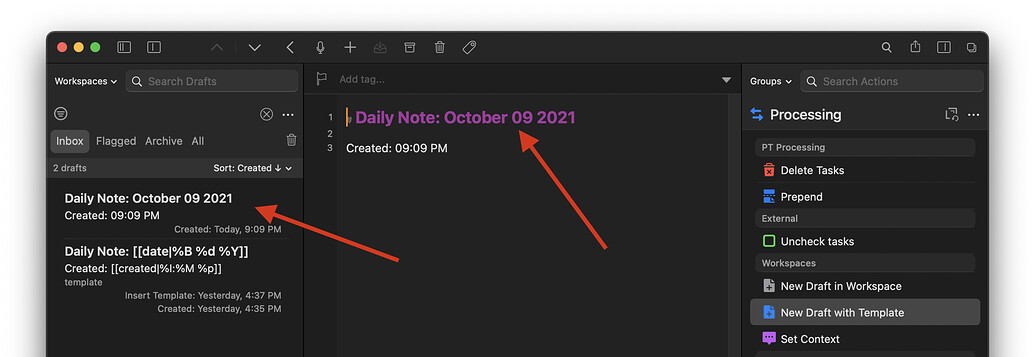 Workspaces
Search Drafts
Inbox Flagged Archive All
2 drafts Sort: Created ↓
Daily Note: October 09 2021
Created: 09:09 PM
Created: Today, 9:09 PM
Daily Note: [[date|%B %d %Y]]
Created: [[created|%I:%M %p]]
template
Insert Template: Yesterday, 4:37 PM
Created: Yesterday, 4:35 PM
Add tag...
1 # Daily Note: October 09 2021
2
3 Created: 09:09 PM
Groups
Search Actions
Processing
PT Processing
Delete Tasks
Prepend
External
Uncheck tasks
Workspaces
New Draft in Workspace
New Draft with Template
Set Context